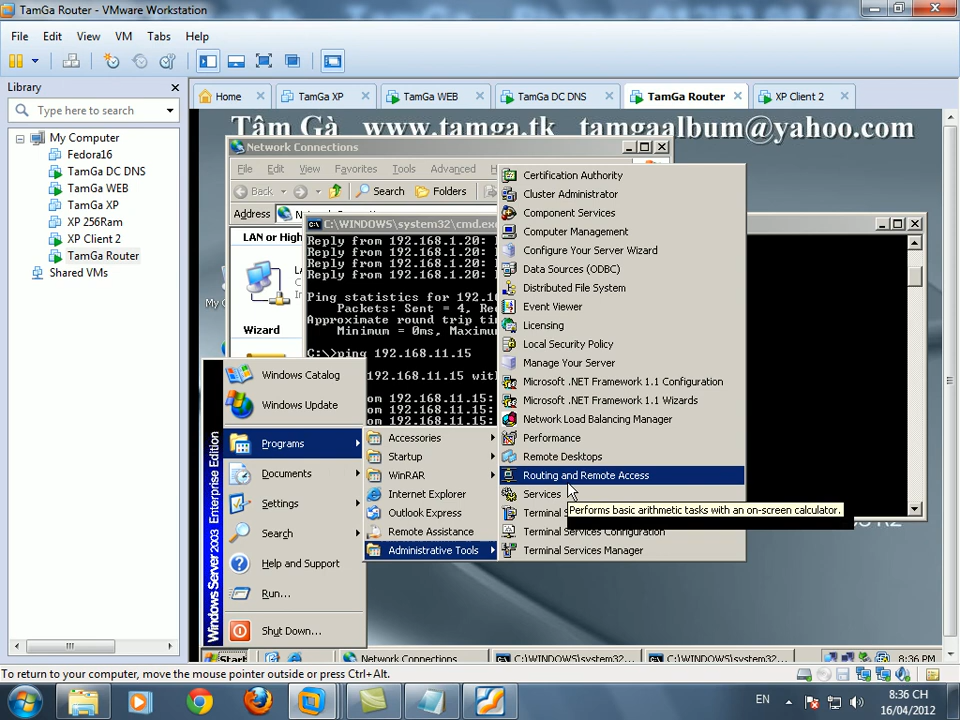 TamGa Router - VMware Workstation
File Edit View VM Tabs Help
Library
Type here to search
My Computer
Fedora16
TamGa DC DNS
TamGa WEB
TamGa XP
XP 256Ram
XP Client 2
TamGa Router
Shared VMs
Home
TamGa XP
TamGa WEB
TamGa DC DNS
TamGa Router
XP Client 2
Tâm Gà www.tamga.tk tamgaalbum@yahoo.com
Network Connections
File Edit View Favorites Tools Advanced
Back
Search
Folders
Address
LAN or High
Wizard
C:\WINDOWS\system32\cmd.exe
Reply from 192.168.1.20:
Reply from 192.168.1.20:
Reply from 192.168.1.20:
Ping statistics for 192.16
Packets: Sent = 4, Rec
Approximate round trip tim
Minimum = 0ms, Maximu
C:\>ping 192.168.11.15
192.168.11.15 wit
om 192.168.11.15:
om 192.168.11.15:
om 192.168.11.15:
Windows Server 2003 Enterprise Edition
Windows Catalog
Windows Update
Programs
Documents
Settings
Search
Help and Support
Run...
Shut Down...
Accessories
Startup
WinRAR
Internet Explorer
Outlook Express
Remote Assistance
Administrative Tools
Certification Authority
Cluster Administrator
Component Services
Computer Management
Configure Your Server Wizard
Data Sources (ODBC)
Distributed File System
Event Viewer
Licensing
Local Security Policy
Manage Your Server
Microsoft .NET Framework 1.1 Configuration
Microsoft .NET Framework 1.1 Wizards
Network Load Balancing Manager
Performance
Remote Desktops
Routing and Remote Access
Services
Terminal S
Performs basic arithmetic tasks with an on-screen calculator.
Terminal Services Configuration
Terminal Services Manager
Start
Network Connections
C:\WINDOWS\system32...
C:\WINDOWS\system32...
8:36 PM
To return to your computer, move the mouse pointer outside or press Ctrl+Alt.
EN
8:36 CH
16/04/2012